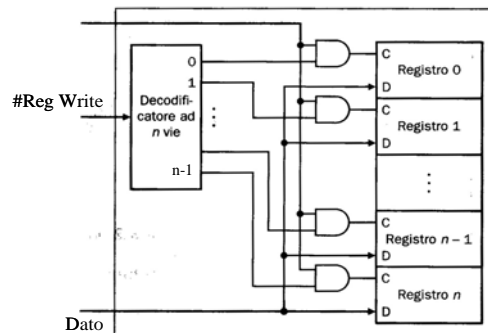 0
C
Registro 0
#Reg Write
1
D
Decodifi-
catore ad
n vie
C
Registro 1
D
n-1
C
Registro n – 1
D
C
Registro n
Dato
D